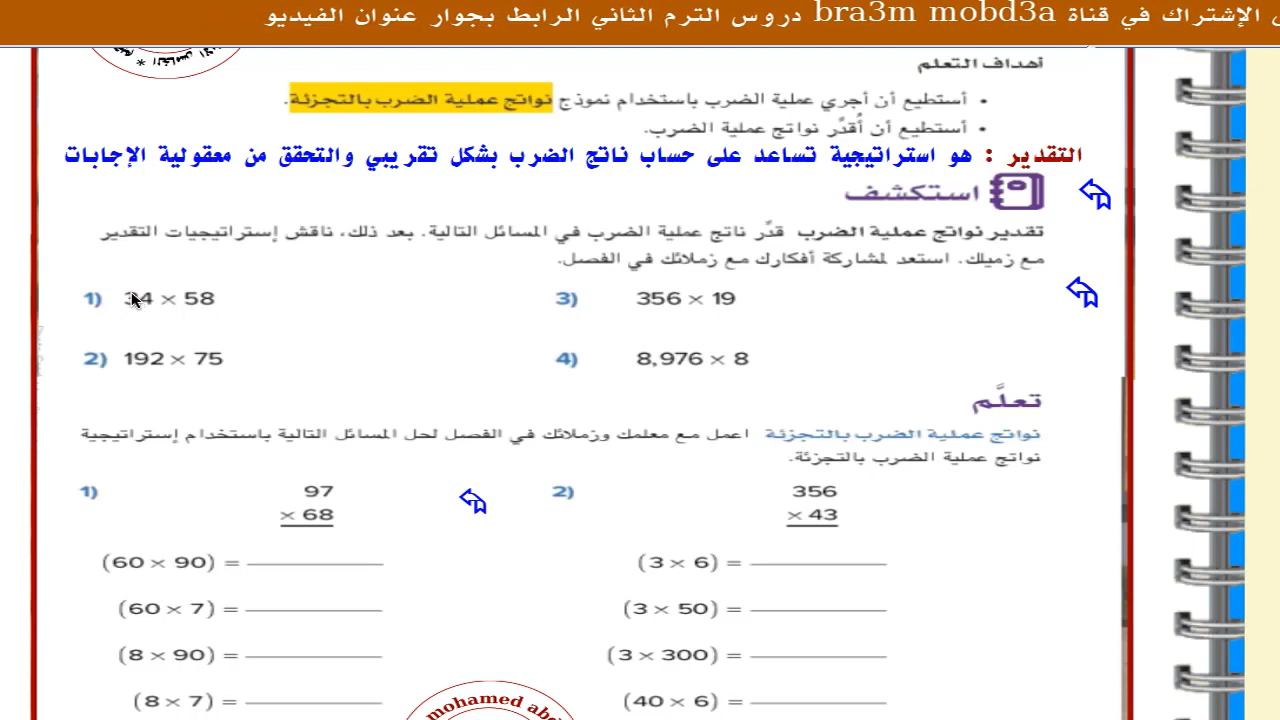 الإشتراك في قناة bra3m mobd3a دروس الترم الثاني الرابط بجوار عنوان الفيديو
أهداف التعلم
• أستطيع أن أجري عملية الضرب باستخدام نموذج نواتج عملية الضرب بالتجزئة.
• أستطيع أن أُقدِّر نواتج عملية الضرب.
التقدير : هو استراتيجية تساعد على حساب ناتج الضرب بشكل تقريبي والتحقق من معقولية الإجابات
استكشف
تقدير نواتج عملية الضرب قدِّر ناتج عملية الضرب في المسائل التالية. بعد ذلك، ناقش إستراتيجيات التقدير
مع زميلك. استعد لمشاركة أفكارك مع زملائك في الفصل.
1) 34 × 58
3) 356 × 19
2) 192 × 75
4) 8,976 × 8
تعلَّم
نواتج عملية الضرب بالتجزئة اعمل مع معلمك وزملائك في الفصل لحل المسائل التالية باستخدام إستراتيجية
نواتج عملية الضرب بالتجزئة.
1) 97
× 68
(60 × 90) =
(60 × 7) =
(8 × 90) =
(8 × 7) =
2) 356
× 43
(3 × 6) =
(3 × 50) =
(3 × 300) =
(40 × 6) =
mohamed